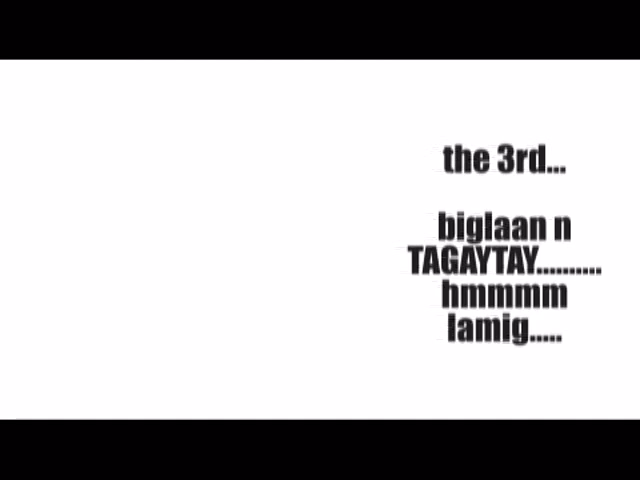 the 3rd...
biglaan n
TAGAYTAY..........
hmmmm
lamig.....